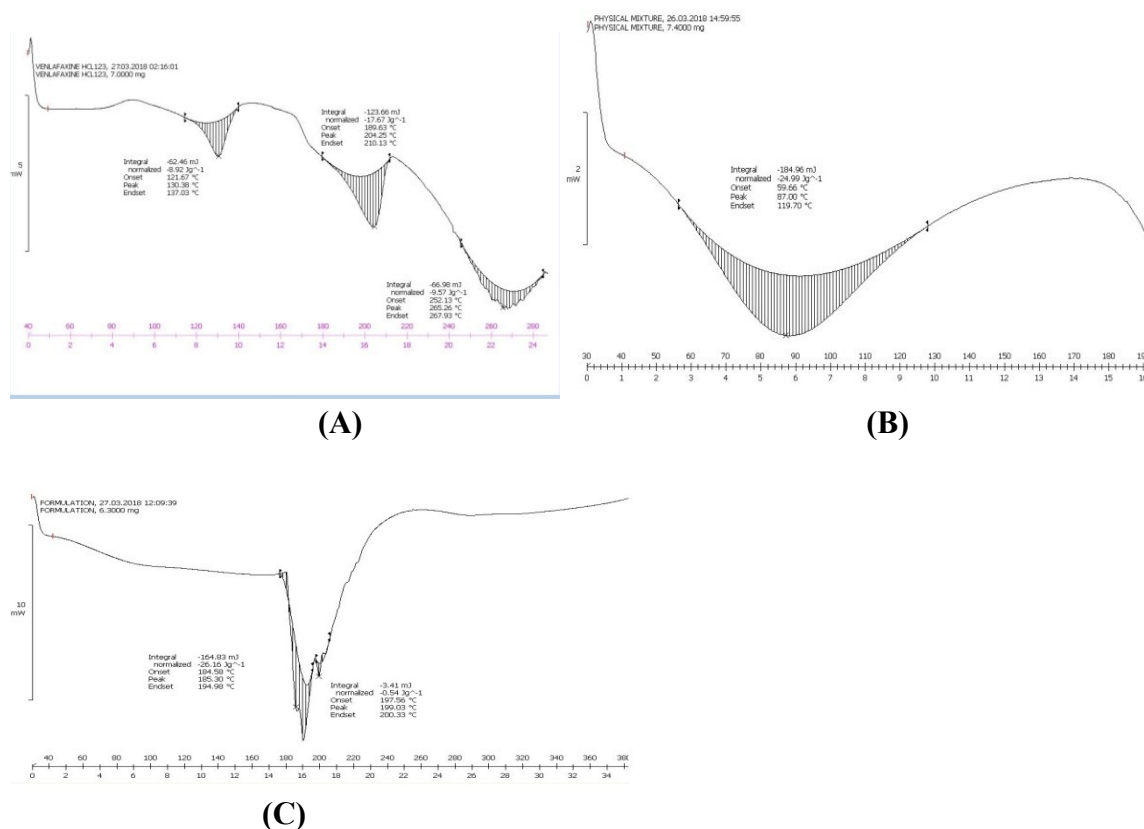 VENLAFAXINE HCL123, 27.03.2018 02:16:01
VENLAFAXINE HCL123, 7.0000 mg
Integral -123.66 mJ
normalized -17.67 Jg^-1
Onset 189.63 °C
Peak 204.25 °C
Endset 210.13 °C
5
mW
Integral -62.46 mJ
normalized -8.92 Jg^-1
Onset 121.67 °C
Peak 130.38 °C
Endset 137.03 °C
Integral -66.98 mJ
normalized -9.57 Jg^-1
Onset 252.13 °C
Peak 265.26 °C
Endset 267.93 °C
40 60 80 100 120 140 160 180 200 220 240 260 280
0 2 4 6 8 10 12 14 16 18 20 22 24
(A)
PHYSICAL MIXTURE, 26.03.2018 14:59:55
PHYSICAL MIXTURE, 7.4000 mg
2
mW
Integral -184.96 mJ
normalized -24.99 Jg^-1
Onset 59.66 °C
Peak 87.00 °C
Endset 119.70 °C
30 40 50 60 70 80 90 100 110 120 130 140 150 160 170 180 190
0 1 2 3 4 5 6 7 8 9 10 11 12 13 14 15
(B)
FORMULATION, 27.03.2018 12:09:39
FORMULATION, 6.3000 mg
10
mW
Integral -164.83 mJ
normalized -26.16 Jg^-1
Onset 184.58 °C
Peak 185.30 °C
Endset 194.98 °C
Integral -3.41 mJ
normalized -0.54 Jg^-1
Onset 197.56 °C
Peak 199.03 °C
Endset 200.33 °C
40 60 80 100 120 140 160 180 200 220 240 260 280 300 320 340 360
0 2 4 6 8 10 12 14 16 18 20 22 24 26 28 30 32 34
(C)